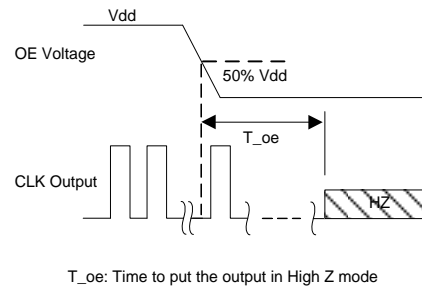 Vdd
OE Voltage
50% Vdd
T_oe
CLK Output
HZ
T_oe: Time to put the output in High Z mode